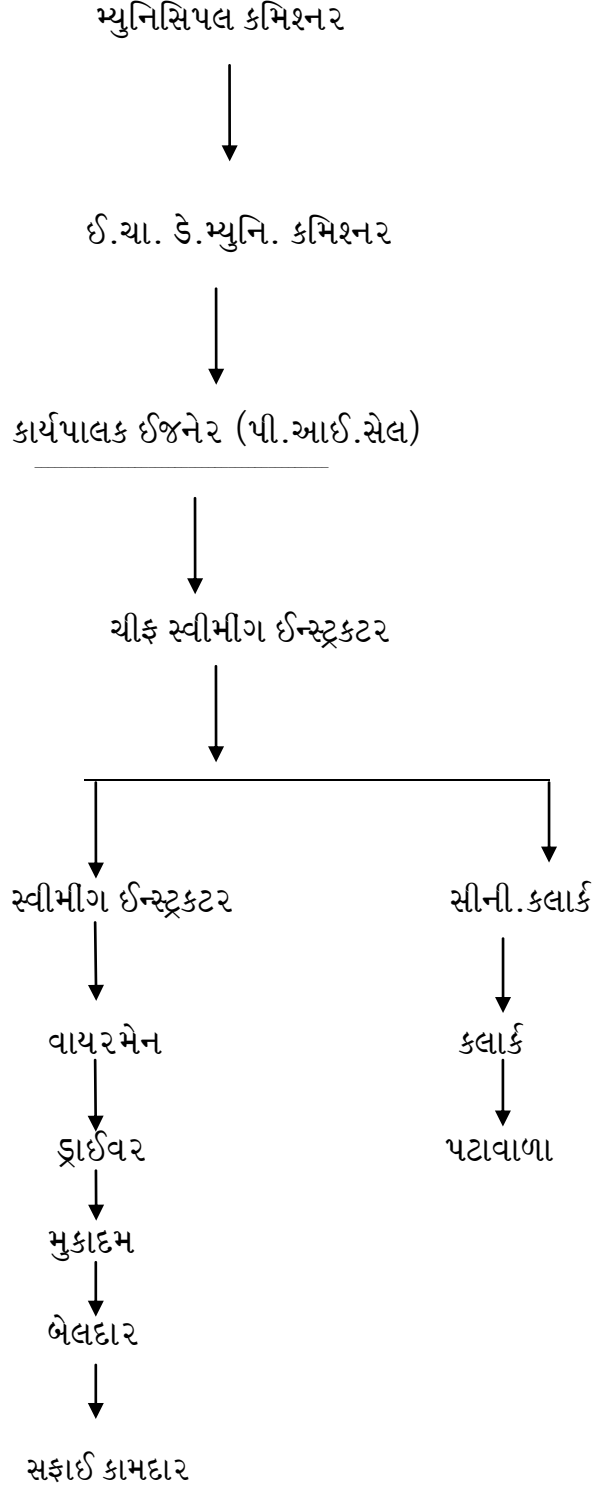 મ્યુનિસિપલ કમિશ્નર
ઈ.ચા. ડે.મ્યુનિ. કમિશ્નર
કાર્યપાલક ઈજનેર (પી.આઈ.સેલ)
ચીફ સ્વીમીંગ ઈન્સ્ટ્રકટર
સ્વીમીંગ ઈન્સ્ટ્રકટર
સીની.કલાર્ક
વાયરમેન
કલાર્ક
ડ્રાઈવર
પટાવાળા
મુકાદમ
બેલદાર
સફાઈ કામદાર